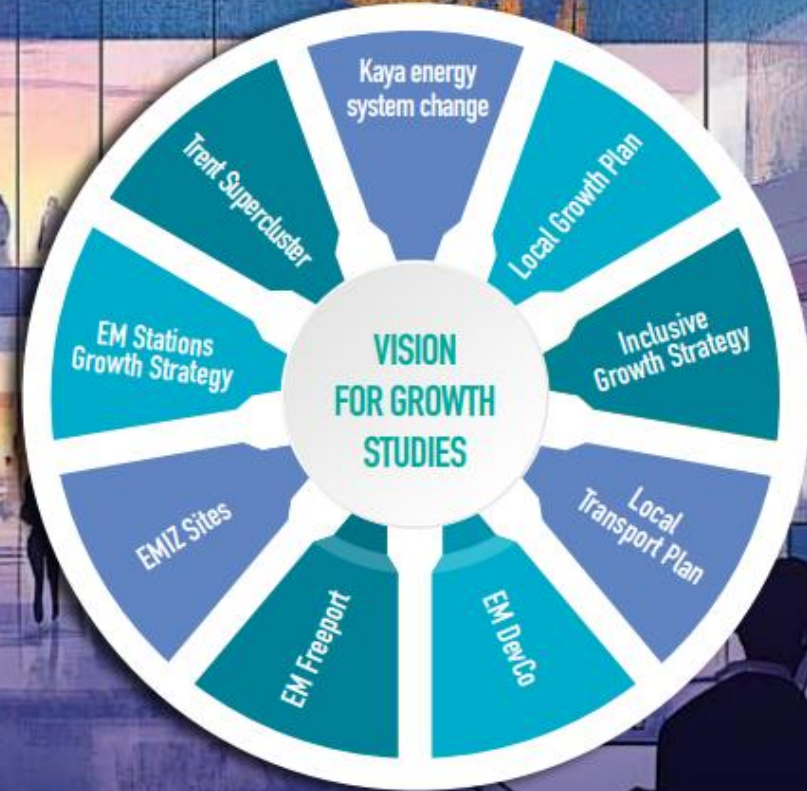 Kaya energy
system change
Local Growth Plan
Inclusive
Growth Strategy
Local
Transport Plan
EM DevCo
EM Freeport
EMIZ Sites
EM Stations
Growth Strategy
Trent Supercluster
VISION
FOR GROWTH
STUDIES